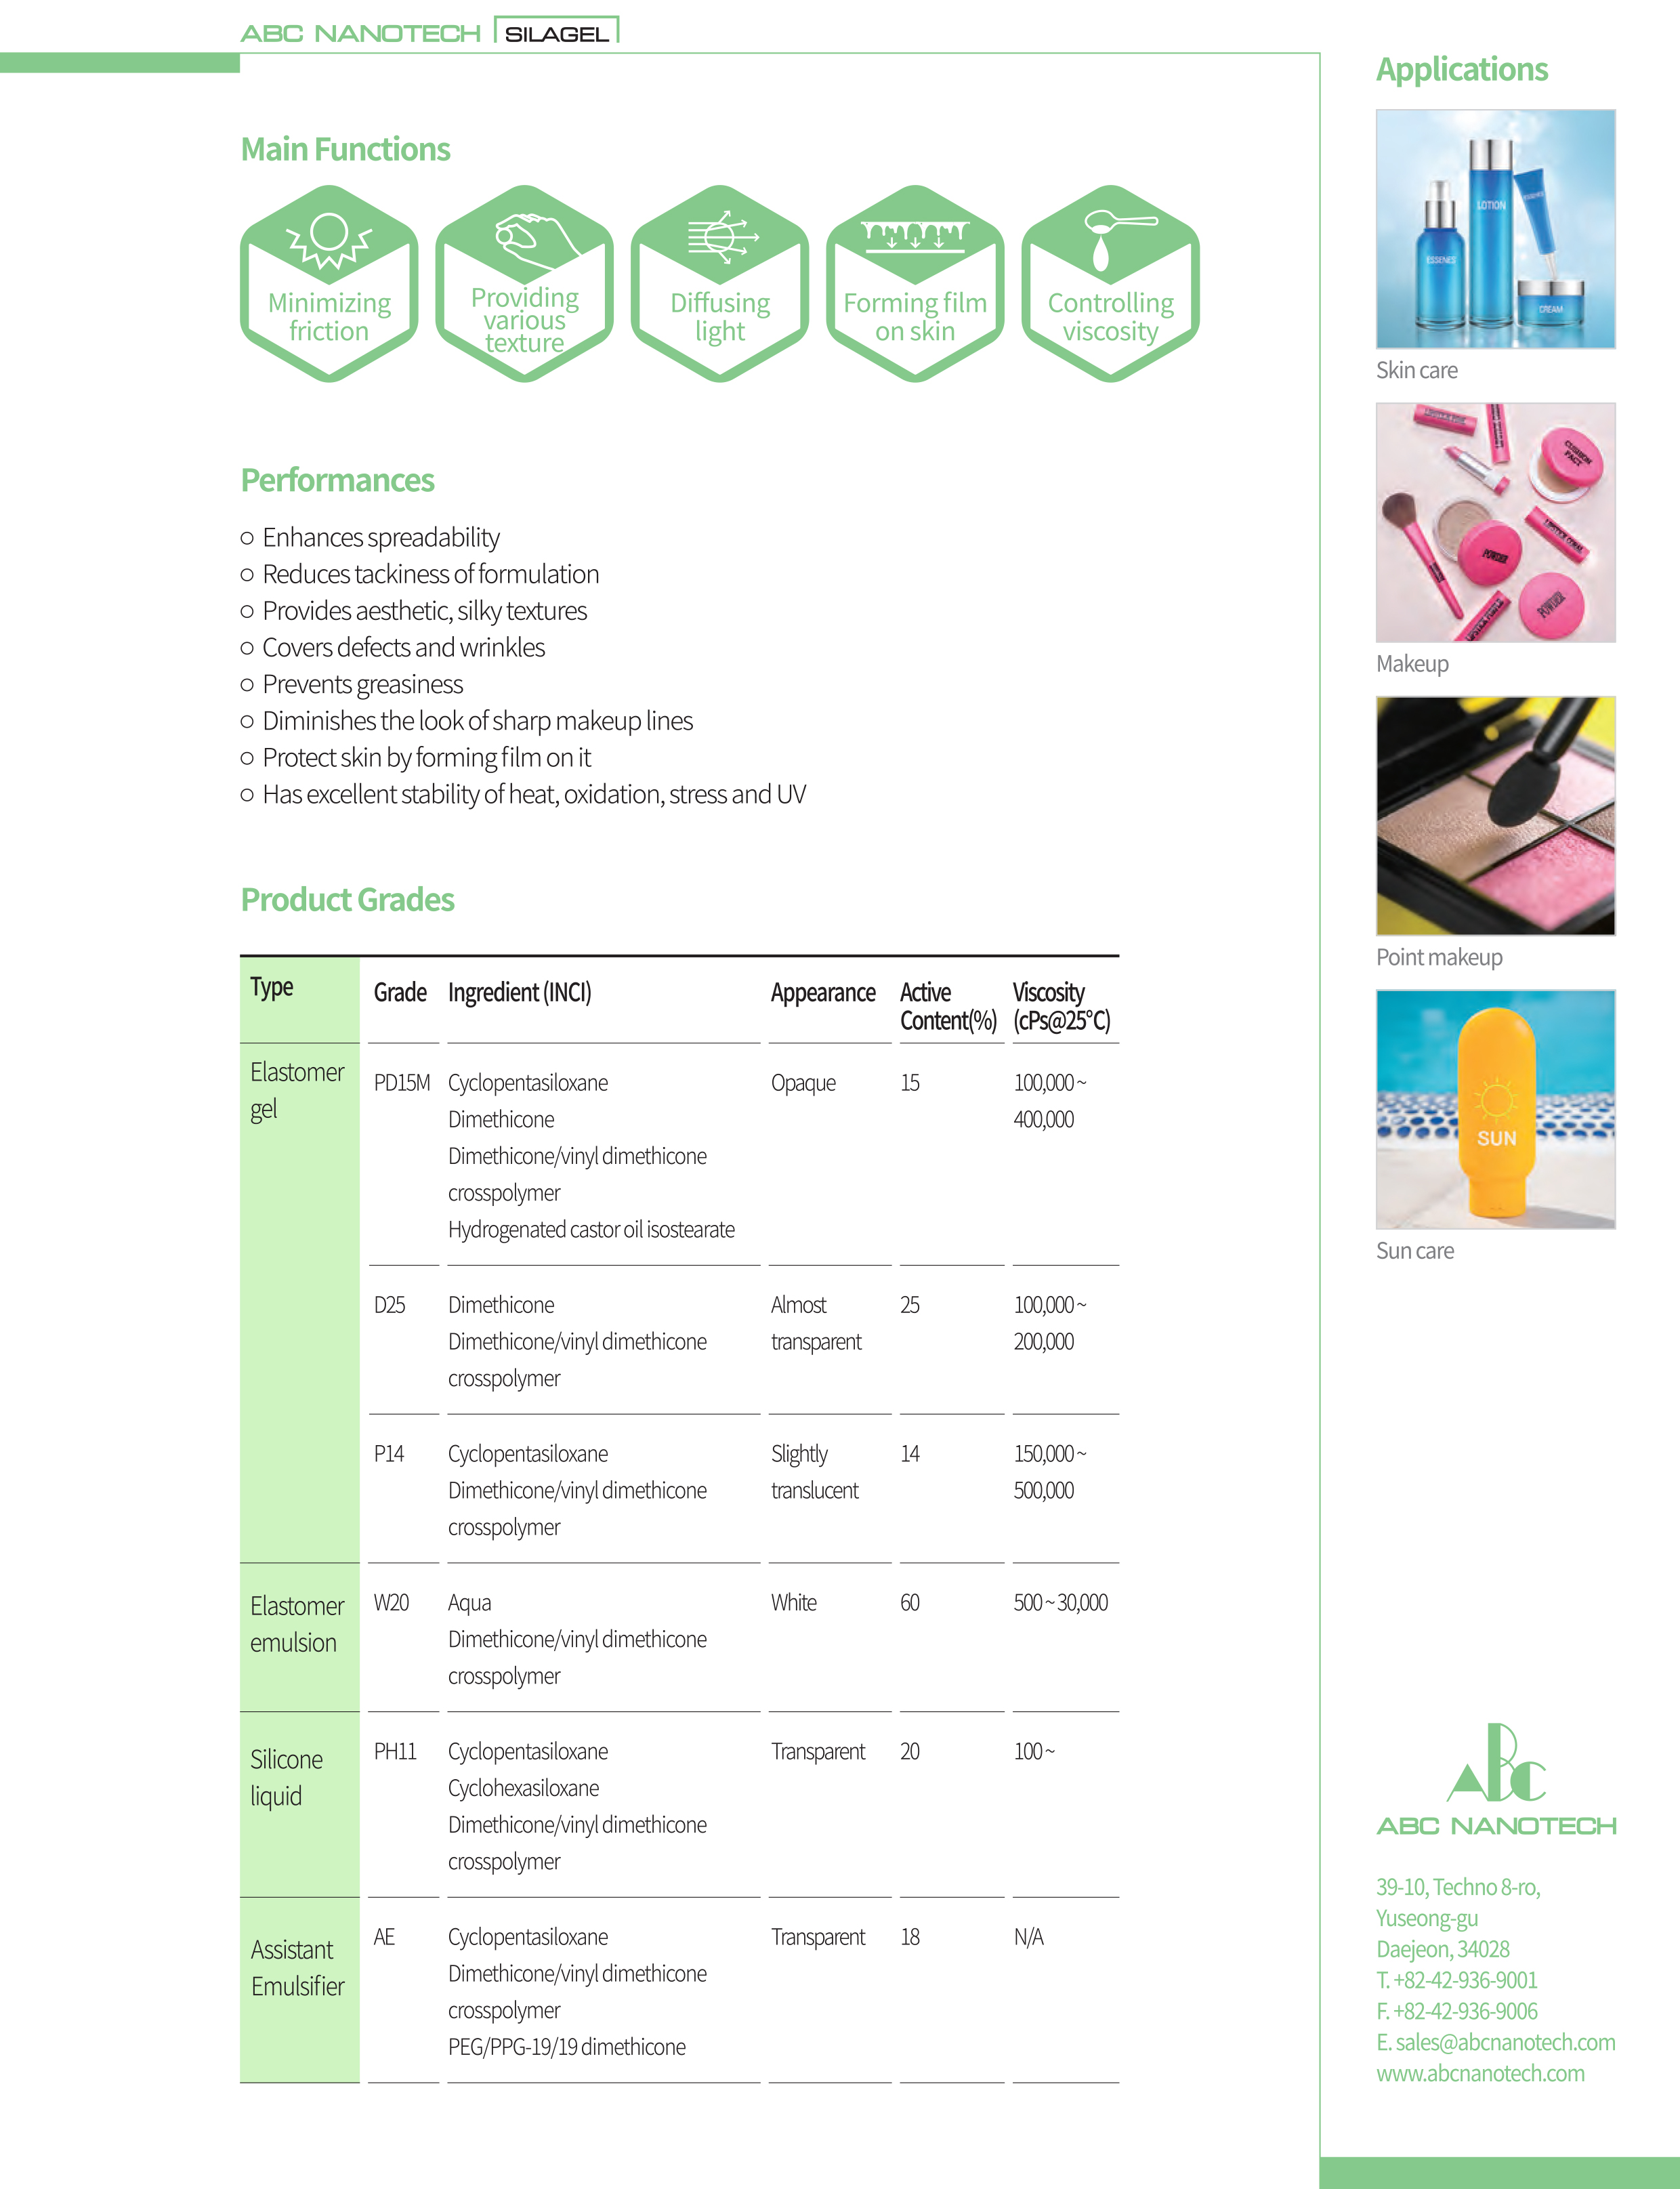 ABC NANOTECH SILAGEL
Main Functions
Minimizing
friction
Providing
various
texture
Diffusing
light
Forming film
on skin
Controlling
viscosity
Performances
○ Enhances spreadability
○ Reduces tackiness of formulation
○ Provides aesthetic, silky textures
○ Covers defects and wrinkles
○ Prevents greasiness
○ Diminishes the look of sharp makeup lines
○ Protect skin by forming film on it
○ Has excellent stability of heat, oxidation, stress and UV
Product Grades
Type Grade Ingredient (INCI) Appearance Active Viscosity
Content(%) (cPs@25°C)
Elastomer
gel
PD15M Cyclopentasiloxane Opaque 15 100,000 ~
Dimethicone 400,000
Dimethicone/vinyl dimethicone
crosspolymer
Hydrogenated castor oil isostearate
D25 Dimethicone Almost 25 100,000 ~
Dimethicone/vinyl dimethicone transparent 200,000
crosspolymer
P14 Cyclopentasiloxane Slightly 14 150,000 ~
Dimethicone/vinyl dimethicone translucent 500,000
crosspolymer
Elastomer
emulsion
W20 Aqua White 60 500 ~ 30,000
Dimethicone/vinyl dimethicone
crosspolymer
Silicone
liquid
PH11 Cyclopentasiloxane Transparent 20 100 ~
Cyclohexasiloxane
Dimethicone/vinyl dimethicone
crosspolymer
Assistant
Emulsifier
AE Cyclopentasiloxane Transparent 18 N/A
Dimethicone/vinyl dimethicone
crosspolymer
PEG/PPG-19/19 dimethicone
Applications
ESSENES
LOTION
CREAM
Skin care
CUSHION
PACT
POWDER
LIPSTICK CORAL
POWDER
LIPSTICK PURPLE
Makeup
Point makeup
SUN
Sun care
ABC
ABC NANOTECH
39-10, Techno 8-ro,
Yuseong-gu
Daejeon, 34028
T. +82-42-936-9001
F. +82-42-936-9006
E. sales@abcnanotech.com
www.abcnanotech.com